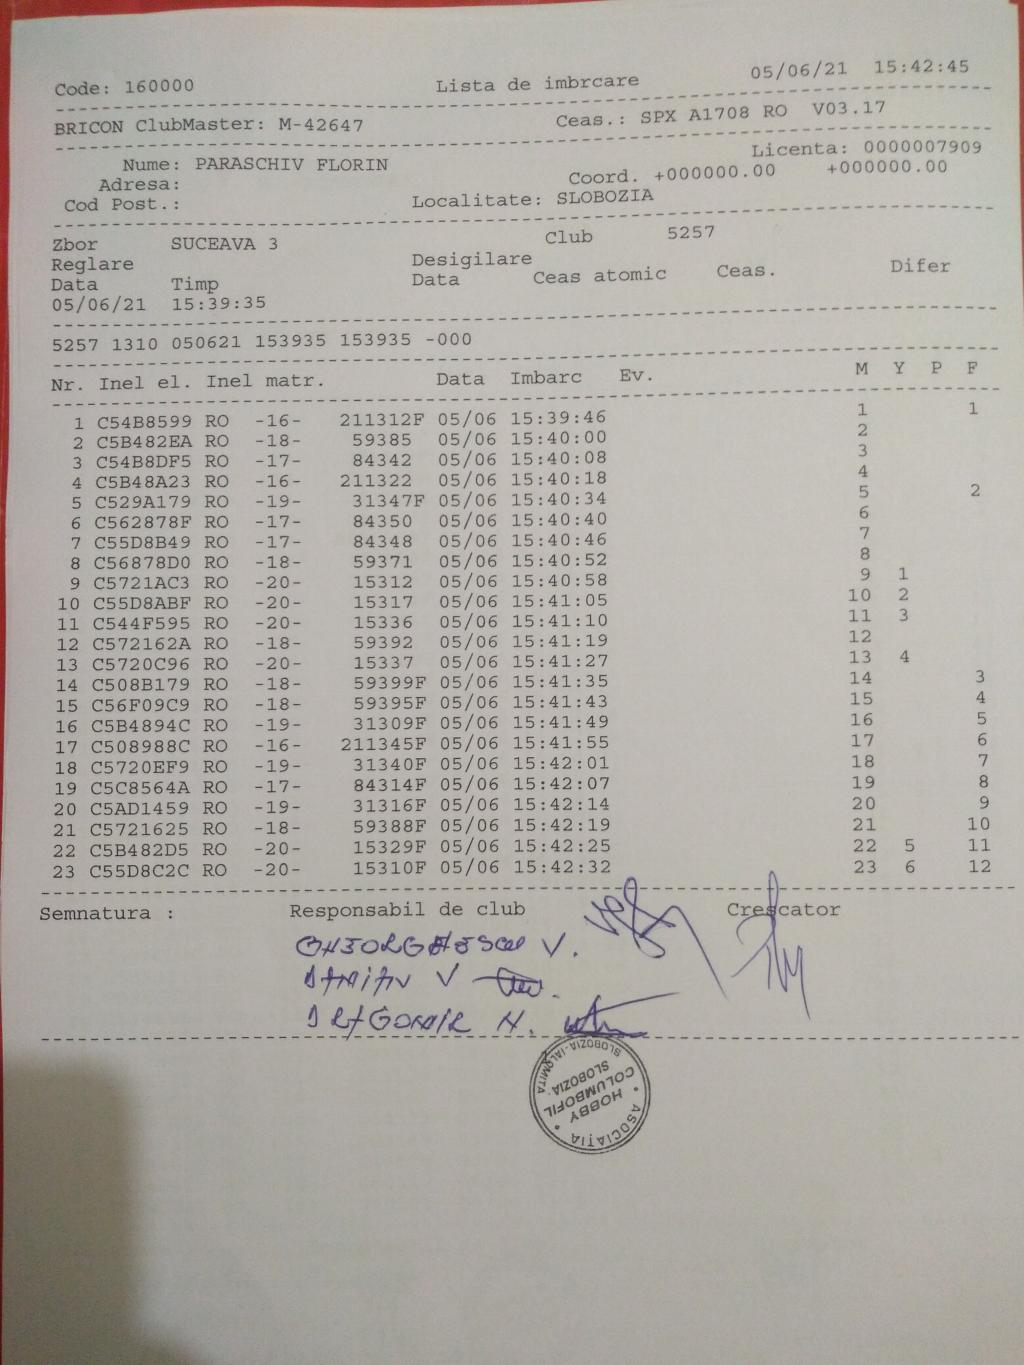 Code: 160000 Lista de imbrcare 05/06/21 15:42:45
BRICON ClubMaster: M-42647 Ceas.: SPX A1708 RO V03.17
Nume: PARASCHIV FLORIN Licenta: 0000007909
Adresa: Coord. +000000.00 +000000.00
Cod Post.: Localitate: SLOBOZIA
Zbor SUCEAVA 3 Club 5257
Reglare Desigilare
Data Timp Data Ceas atomic Ceas. Difer
05/06/21 15:39:35
5257 1310 050621 153935 153935 -000
Nr. Inel el. Inel matr. Data Imbarc Ev. M Y P F
1 C54B8599 RO -16- 211312F 05/06 15:39:46 1 1
2 C5B482EA RO -18- 59385 05/06 15:40:00 2
3 C54B8DF5 RO -17- 84342 05/06 15:40:08 3
4 C5B48A23 RO -16- 211322 05/06 15:40:18 4
5 C529A179 RO -19- 31347F 05/06 15:40:34 5 2
6 C562878F RO -17- 84350 05/06 15:40:40 6
7 C55D8B49 RO -17- 84348 05/06 15:40:46 7
8 C56878D0 RO -18- 59371 05/06 15:40:52 8
9 C5721AC3 RO -20- 15312 05/06 15:40:58 9 1
10 C55D8ABF RO -20- 15317 05/06 15:41:05 10 2
11 C544F595 RO -20- 15336 05/06 15:41:10 11 3
12 C572162A RO -18- 59392 05/06 15:41:19 12
13 C5720C96 RO -20- 15337 05/06 15:41:27 13 4
14 C508B179 RO -18- 59399F 05/06 15:41:35 14 3
15 C56F09C9 RO -18- 59395F 05/06 15:41:43 15 4
16 C5B4894C RO -19- 31309F 05/06 15:41:49 16 5
17 C508988C RO -16- 211345F 05/06 15:41:55 17 6
18 C5720EF9 RO -19- 31340F 05/06 15:42:01 18 7
19 C5C8564A RO -17- 84314F 05/06 15:42:07 19 8
20 C5AD1459 RO -19- 31316F 05/06 15:42:14 20 9
21 C5721625 RO -18- 59388F 05/06 15:42:19 21 10
22 C5B482D5 RO -20- 15329F 05/06 15:42:25 22 5 11
23 C55D8C2C RO -20- 15310F 05/06 15:42:32 23 6 12
Semnatura : Responsabil de club Crescator
V.
V
N.
ASOCIAȚIA
HOBBY
COLUMBOFIL
SLOBOZIA
SLOBOZIA-IALOMITA